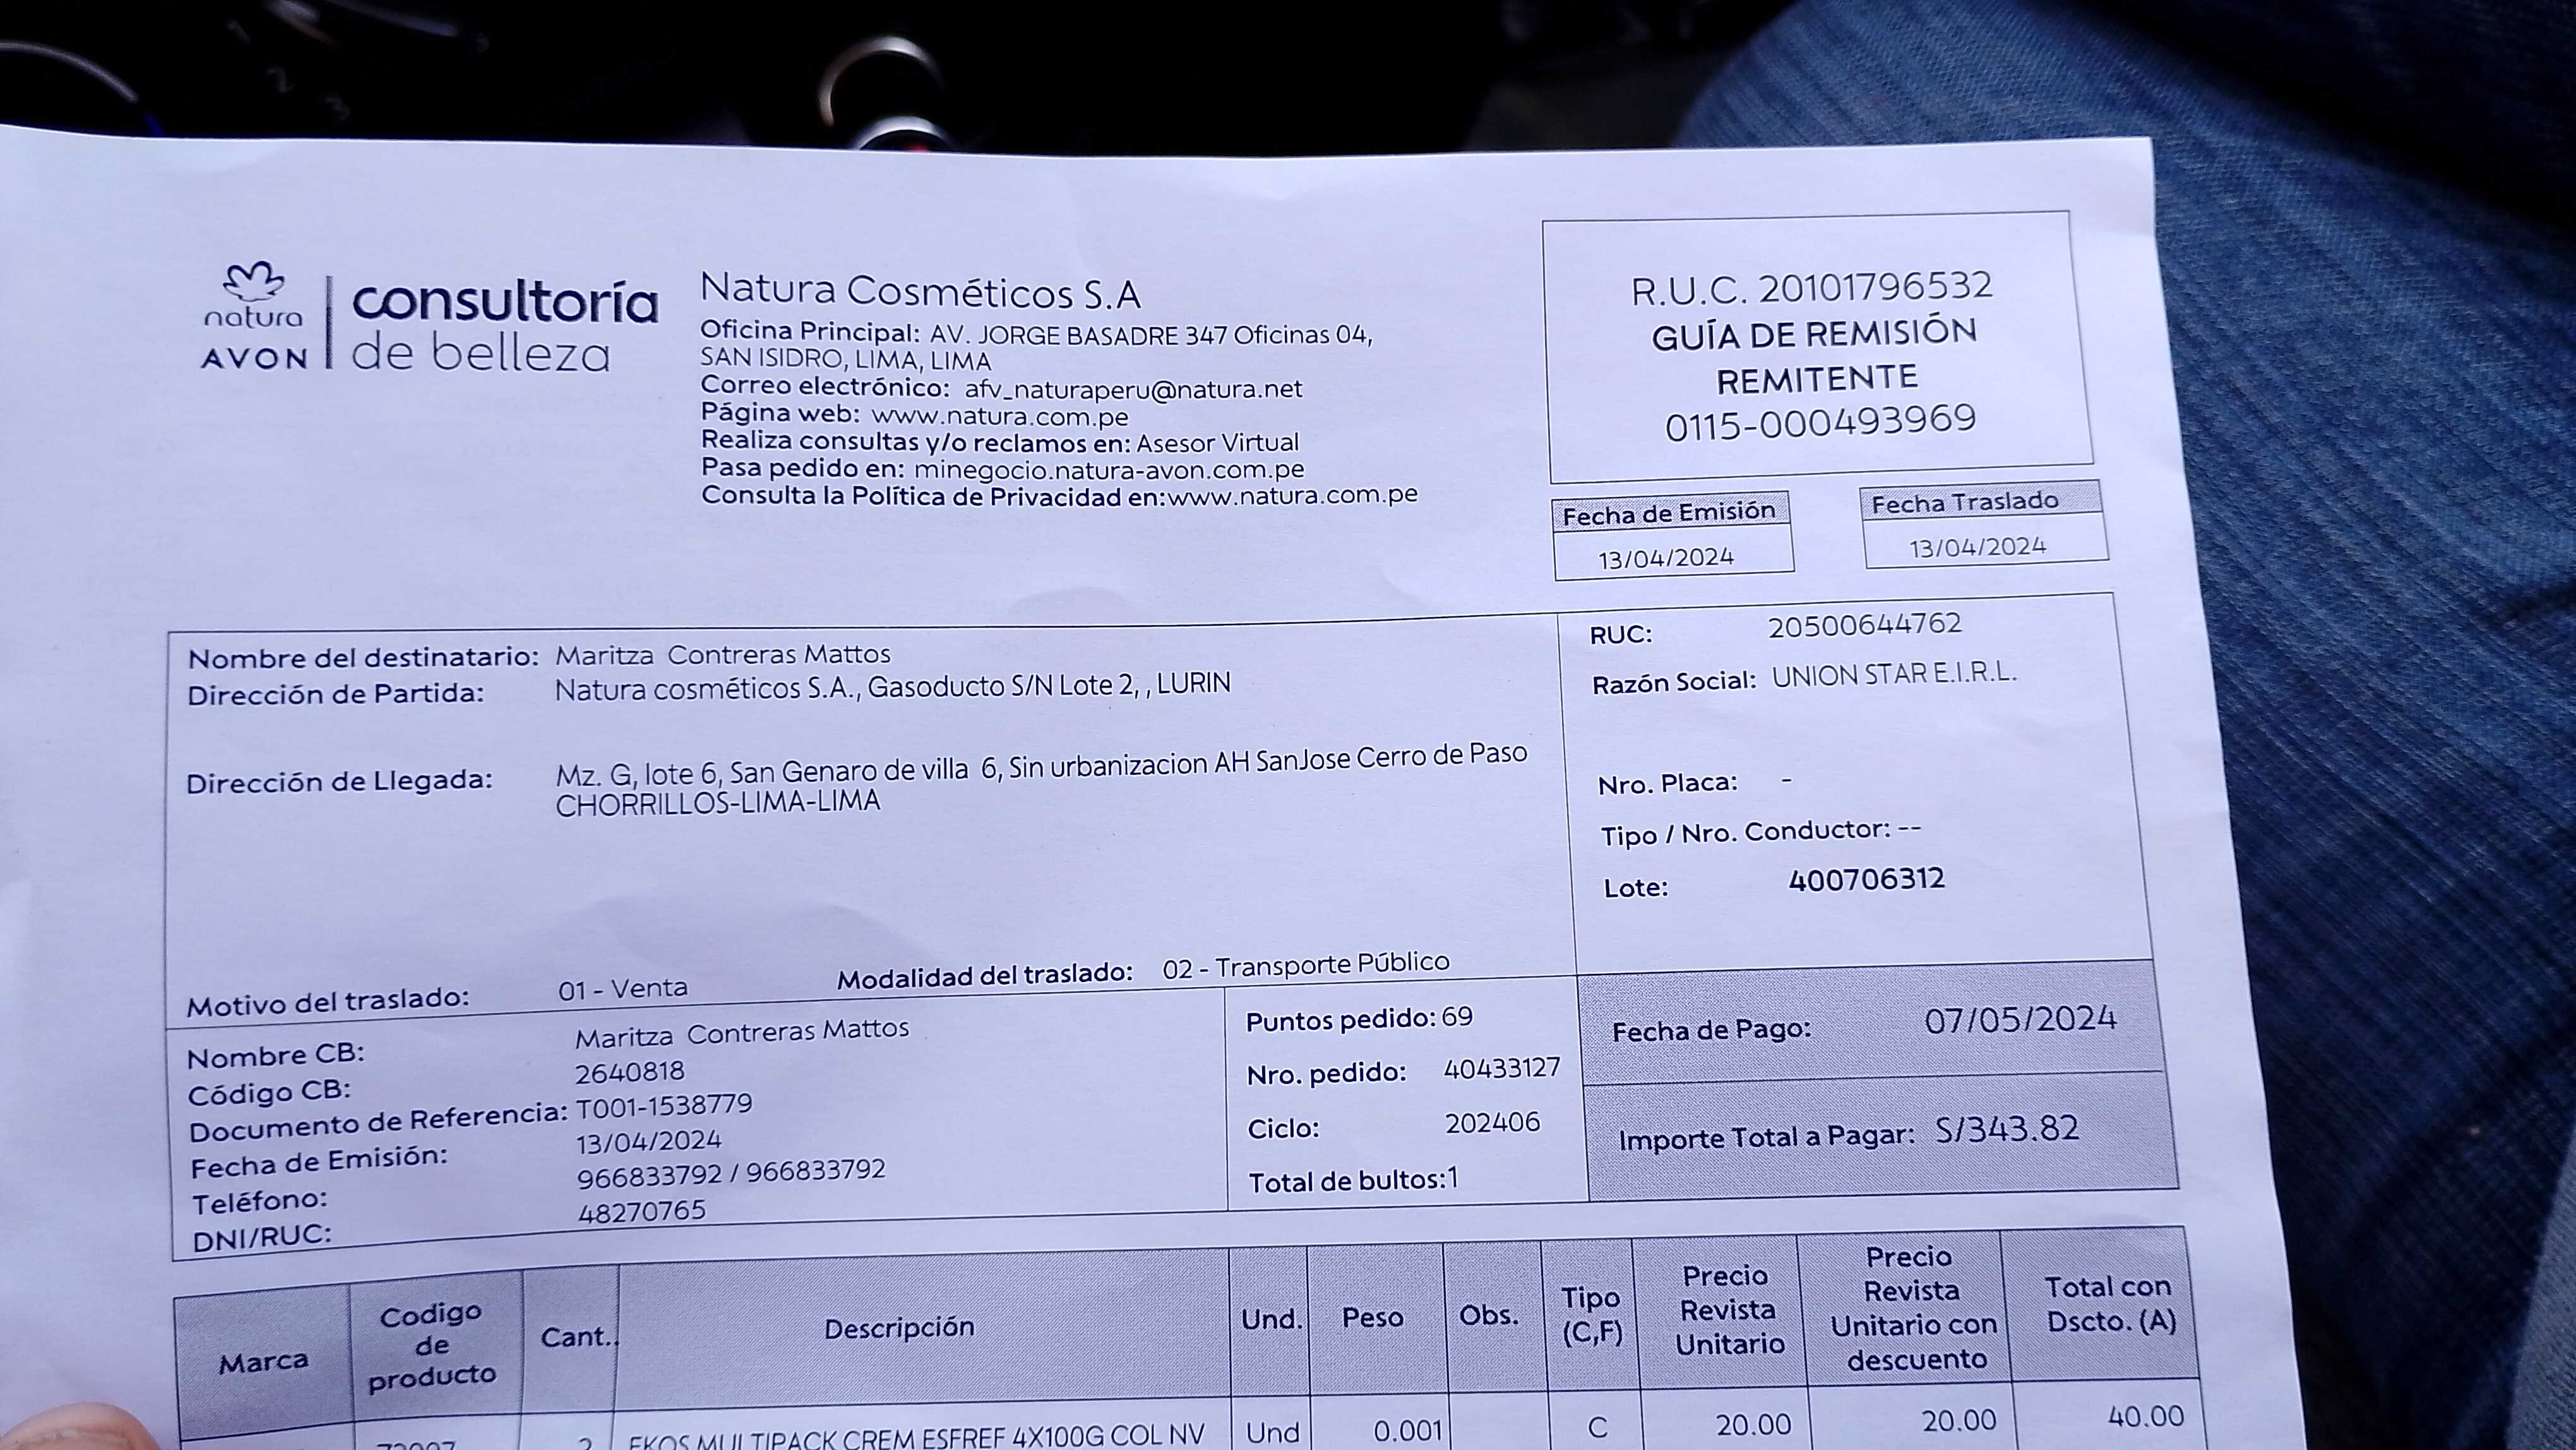 natura
AVON
consultoría
de belleza
Natura Cosméticos S.A
Oficina Principal: AV. JORGE BASADRE 347 Oficinas 04,
SAN ISIDRO, LIMA, LIMA
Correo electrónico: afv_naturaperu@natura.net
Página web: www.natura.com.pe
Realiza consultas y/o reclamos en: Asesor Virtual
Pasa pedido en: minegocio.natura-avon.com.pe
Consulta la Política de Privacidad en:www.natura.com.pe
R.U.C. 20101796532
GUÍA DE REMISIÓN
REMITENTE
0115-000493969
Fecha de Emisión
13/04/2024
Fecha Traslado
13/04/2024
Nombre del destinatario: Maritza Contreras Mattos
Dirección de Partida: Natura cosméticos S.A., Gasoducto S/N Lote 2, , LURIN
Dirección de Llegada: Mz. G, lote 6, San Genaro de villa 6, Sin urbanizacion AH SanJose Cerro de Paso
CHORRILLOS-LIMA-LIMA
Motivo del traslado: 01 - Venta Modalidad del traslado: 02 - Transporte Público
RUC: 20500644762
Razón Social: UNION STAR E.I.R.L.
Nro. Placa: -
Tipo / Nro. Conductor: --
Lote: 400706312
Nombre CB: Maritza Contreras Mattos
Código CB: 2640818
Documento de Referencia: T001-1538779
Fecha de Emisión: 13/04/2024
Teléfono: 966833792 / 966833792
DNI/RUC: 48270765
Puntos pedido: 69
Nro. pedido: 40433127
Ciclo: 202406
Total de bultos:1
Fecha de Pago: 07/05/2024
Importe Total a Pagar: S/343.82
Marca
Codigo
de
producto
Cant.
Descripción
Und.
Peso
Obs.
Tipo
(C,F)
Precio
Revista
Unitario
Precio
Revista
Unitario con
descuento
Total con
Dscto. (A)
EKOS MULTIPACK CREM ESFREF 4X100G COL NV Und 0.001 C 20.00 20.00 40.00